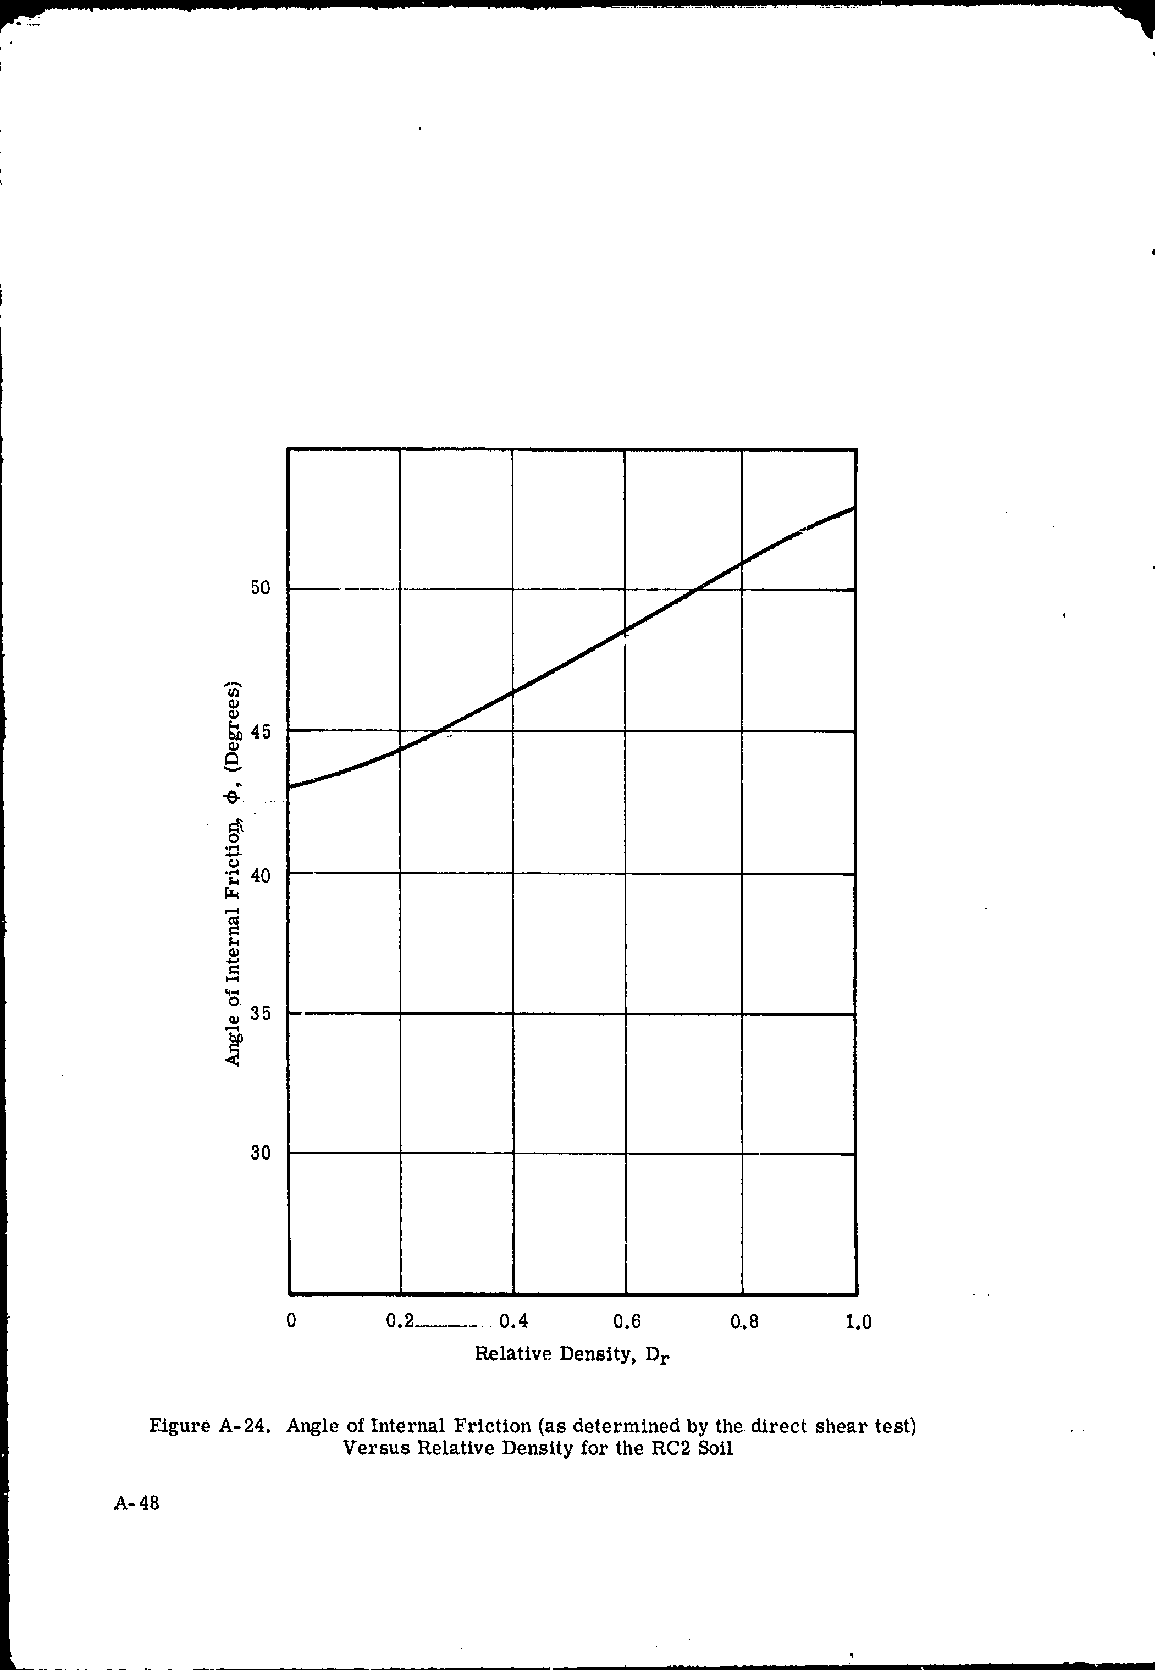 50
45
40
35
30
Angle of Internal Friction, ϕ, (Degrees)
0 0.2 0.4 0.6 0.8 1.0
Relative Density, Dr
Figure A-24. Angle of Internal Friction (as determined by the direct shear test)
Versus Relative Density for the RC2 Soil
A-48